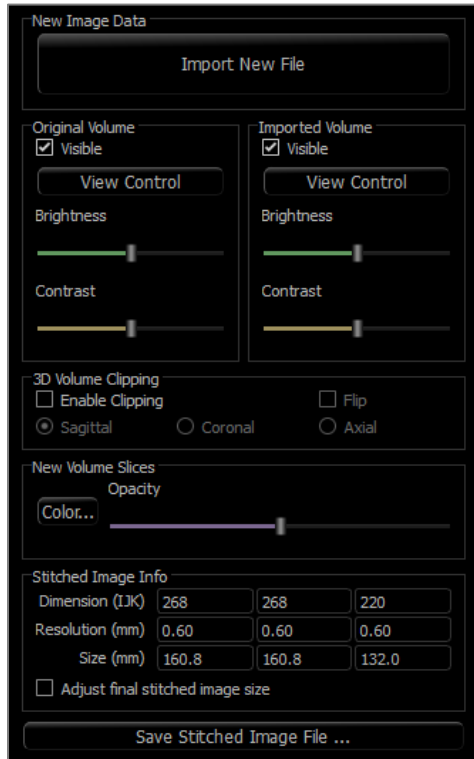 New Image Data
Import New File
Original Volume
Visible
View Control
Brightness
Contrast
Imported Volume
Visible
View Control
Brightness
Contrast
3D Volume Clipping
Enable Clipping Flip
Sagittal Coronal Axial
New Volume Slices
Opacity
Color...
Stitched Image Info
Dimension (IJK) 268 268 220
Resolution (mm) 0.60 0.60 0.60
Size (mm) 160.8 160.8 132.0
Adjust final stitched image size
Save Stitched Image File ...